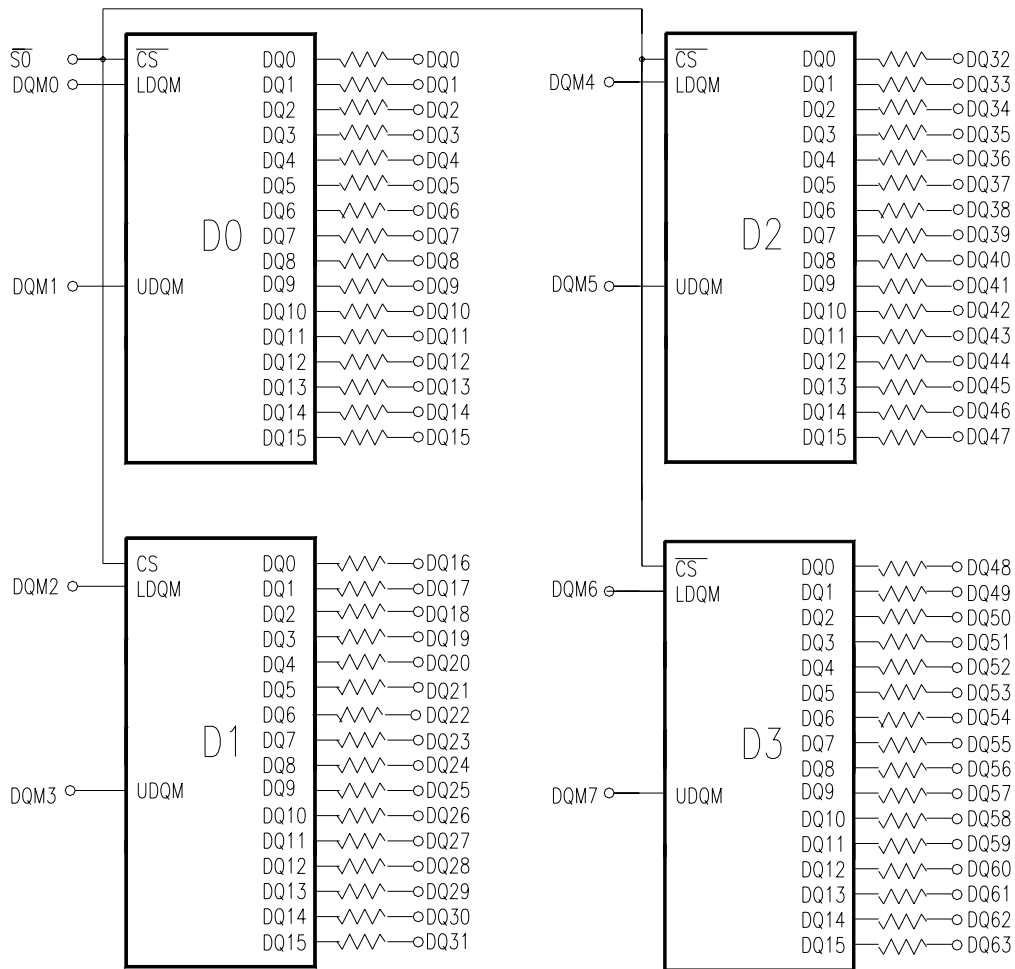 S̅0̅ C̅S̅ DQ0 DQ0
DQM0 LDQM DQ1 DQ1
DQ2 DQ2
DQ3 DQ3
DQ4 DQ4
DQ5 DQ5
DQ6 DQ6
D0
DQ7 DQ7
DQ8 DQ8
DQM1 UDQM DQ9 DQ9
DQ10 DQ10
DQ11 DQ11
DQ12 DQ12
DQ13 DQ13
DQ14 DQ14
DQ15 DQ15
C̅S̅ DQ0 DQ32
DQM4 LDQM DQ1 DQ33
DQ2 DQ34
DQ3 DQ35
DQ4 DQ36
DQ5 DQ37
DQ6 DQ38
D2
DQ7 DQ39
DQ8 DQ40
DQM5 UDQM DQ9 DQ41
DQ10 DQ42
DQ11 DQ43
DQ12 DQ44
DQ13 DQ45
DQ14 DQ46
DQ15 DQ47
CS DQ0 DQ16
DQM2 LDQM DQ1 DQ17
DQ2 DQ18
DQ3 DQ19
DQ4 DQ20
DQ5 DQ21
DQ6 DQ22
D1
DQ7 DQ23
DQ8 DQ24
DQM3 UDQM DQ9 DQ25
DQ10 DQ26
DQ11 DQ27
DQ12 DQ28
DQ13 DQ29
DQ14 DQ30
DQ15 DQ31
C̅S̅ DQ0 DQ48
DQM6 LDQM DQ1 DQ49
DQ2 DQ50
DQ3 DQ51
DQ4 DQ52
DQ5 DQ53
DQ6 DQ54
D3
DQ7 DQ55
DQ8 DQ56
DQM7 UDQM DQ9 DQ57
DQ10 DQ58
DQ11 DQ59
DQ12 DQ60
DQ13 DQ61
DQ14 DQ62
DQ15 DQ63